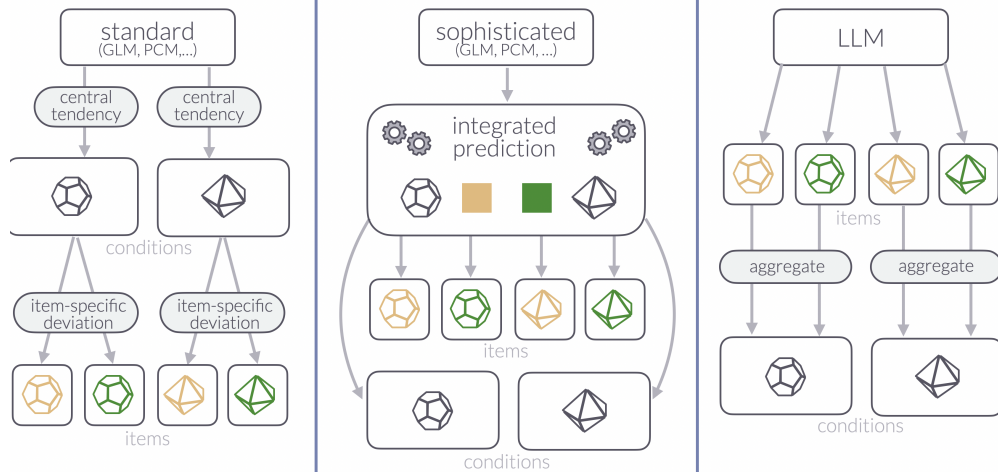 standard
(GLM, PCM,...)
central
tendency
central
tendency
conditions
item-specific
deviation
item-specific
deviation
items
sophisticated
(GLM, PCM, ...)
integrated
prediction
items
conditions
LLM
items
aggregate
aggregate
conditions